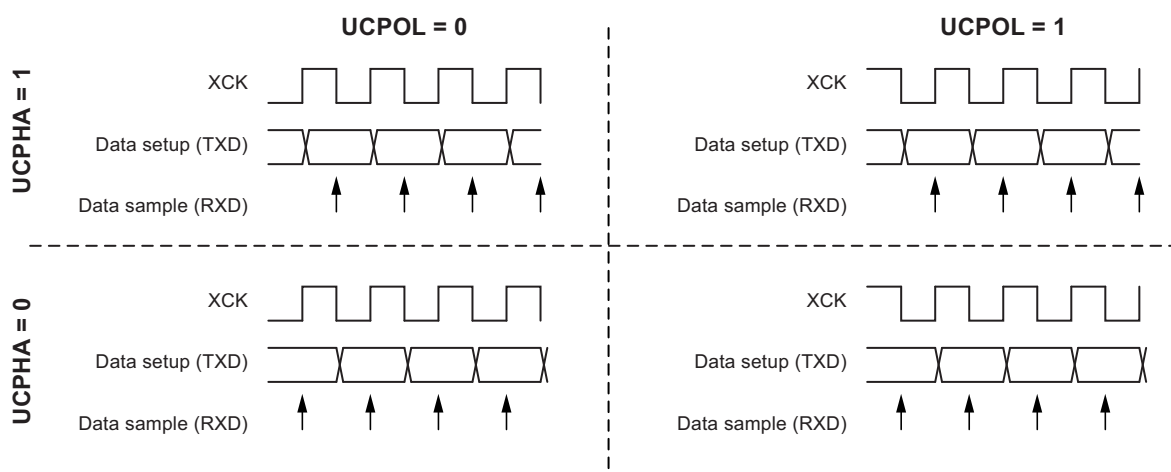 UCPOL = 0
UCPOL = 1
UCPHA = 1
XCK
Data setup (TXD)
Data sample (RXD)
XCK
Data setup (TXD)
Data sample (RXD)
UCPHA = 0
XCK
Data setup (TXD)
Data sample (RXD)
XCK
Data setup (TXD)
Data sample (RXD)